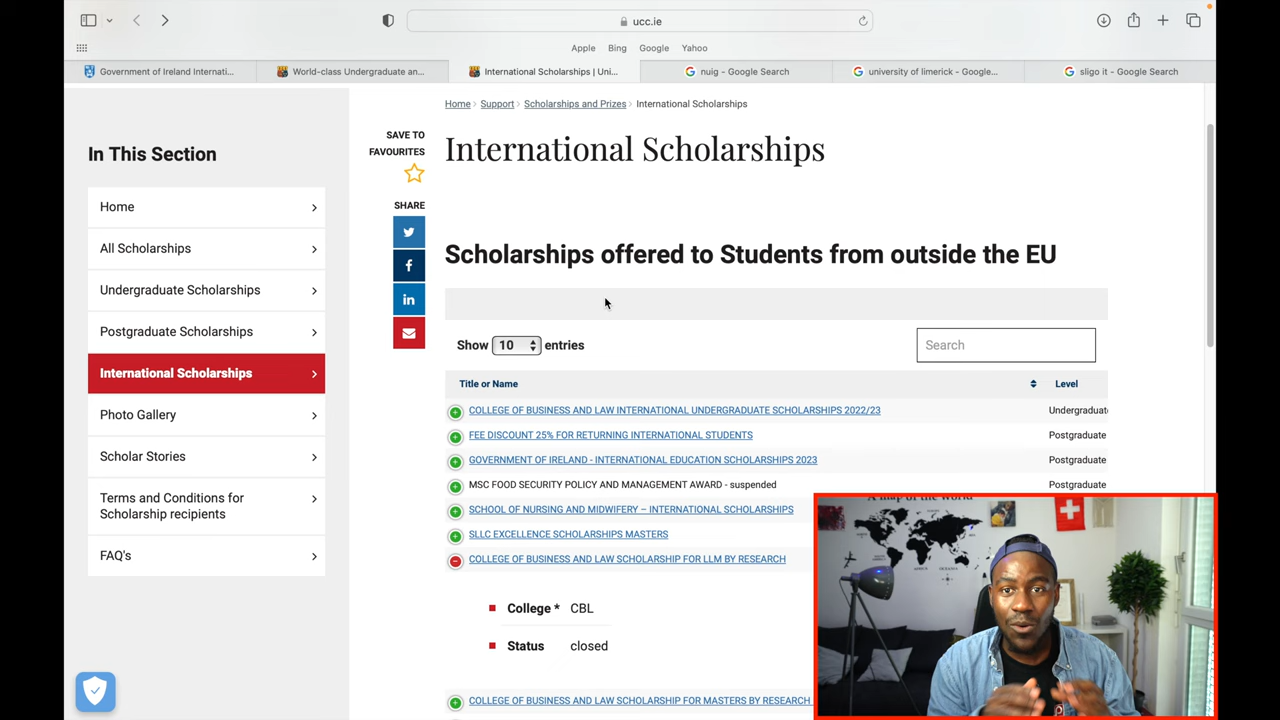 ucc.ie
Apple Bing Google Yahoo
Government of Ireland Internati... World-class Undergraduate an... International Scholarships | Uni... nuig - Google Search university of limerick - Google... sligo it - Google Search
Home Support Scholarships and Prizes International Scholarships
In This Section
Home
All Scholarships
Undergraduate Scholarships
Postgraduate Scholarships
International Scholarships
Photo Gallery
Scholar Stories
Terms and Conditions for
Scholarship recipients
FAQ's
SAVE TO
FAVOURITES
SHARE
International Scholarships
Scholarships offered to Students from outside the EU
Show 10 entries Search
Title or Name Level
COLLEGE OF BUSINESS AND LAW INTERNATIONAL UNDERGRADUATE SCHOLARSHIPS 2022/23 Undergraduate
FEE DISCOUNT 25% FOR RETURNING INTERNATIONAL STUDENTS Postgraduate
GOVERNMENT OF IRELAND - INTERNATIONAL EDUCATION SCHOLARSHIPS 2023 Postgraduate
MSC FOOD SECURITY POLICY AND MANAGEMENT AWARD - suspended Postgraduate
SCHOOL OF NURSING AND MIDWIFERY – INTERNATIONAL SCHOLARSHIPS
SLLC EXCELLENCE SCHOLARSHIPS MASTERS
COLLEGE OF BUSINESS AND LAW SCHOLARSHIP FOR LLM BY RESEARCH
College * CBL
Status closed
COLLEGE OF BUSINESS AND LAW SCHOLARSHIP FOR MASTERS BY RESEARCH
A map of the World